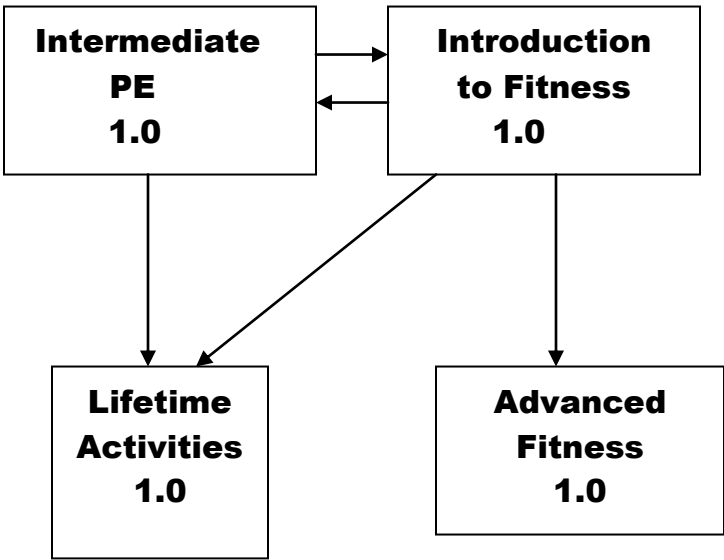 Intermediate
PE
1.0
Introduction
to Fitness
1.0
Lifetime
Activities
1.0
Advanced
Fitness
1.0